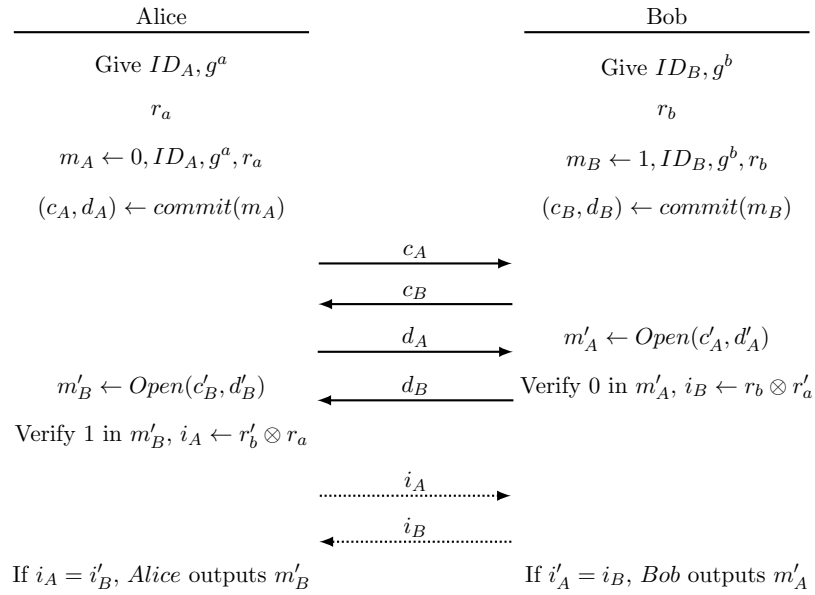 Alice Bob
Give $ID_A, g^a$ Give $ID_B, g^b$
$r_a$ $r_b$
$m_A \leftarrow 0, ID_A, g^a, r_a$ $m_B \leftarrow 1, ID_B, g^b, r_b$
$(c_A, d_A) \leftarrow commit(m_A)$ $(c_B, d_B) \leftarrow commit(m_B)$
$c_A$
$c_B$
$d_A$ $m'_A \leftarrow Open(c'_A, d'_A)$
$m'_B \leftarrow Open(c'_B, d'_B)$ $d_B$ Verify 0 in $m'_A$, $i_B \leftarrow r_b \otimes r'_a$
Verify 1 in $m'_B$, $i_A \leftarrow r'_b \otimes r_a$
$i_A$
$i_B$
If $i_A = i'_B$, Alice outputs $m'_B$ If $i'_A = i_B$, Bob outputs $m'_A$